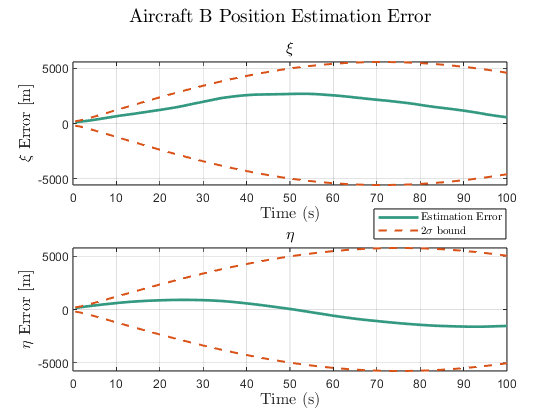 Aircraft B Position Estimation Error
ξ
ξ Error [m]
5000
0
-5000
0 10 20 30 40 50 60 70 80 90 100
Time (s)
Estimation Error
2σ bound
η
η Error [m]
5000
0
-5000
0 10 20 30 40 50 60 70 80 90 100
Time (s)